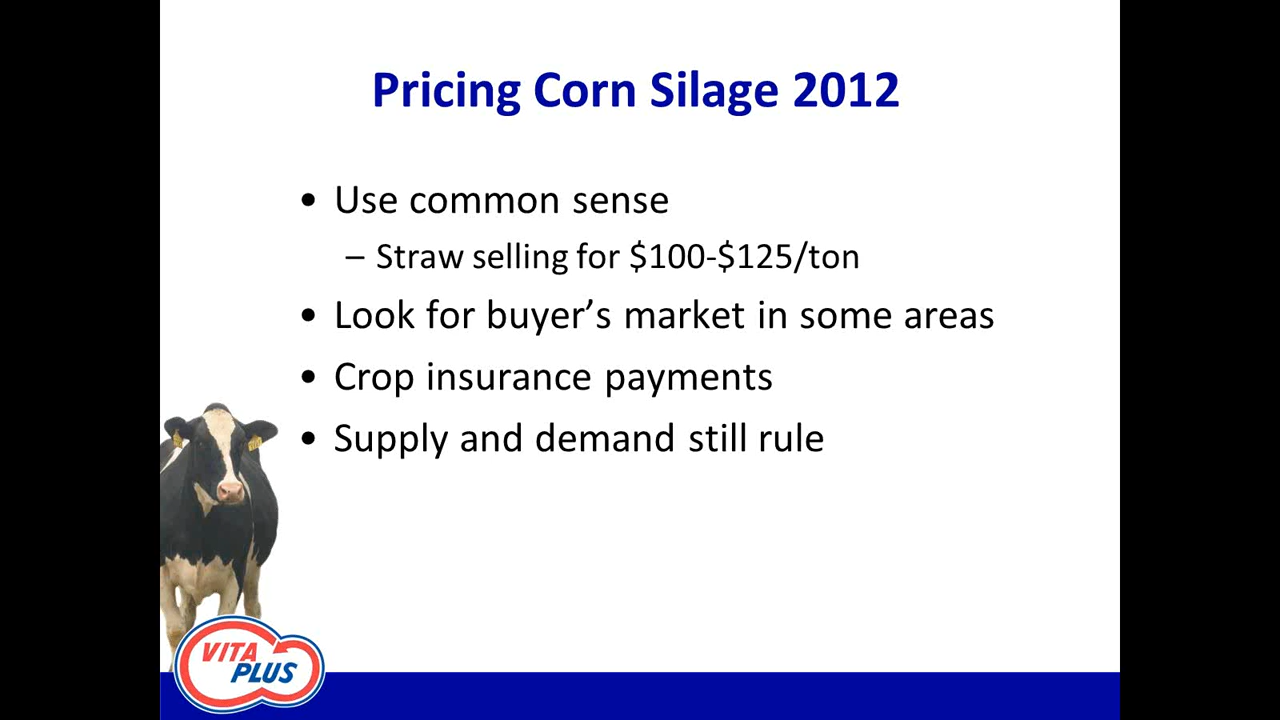 Pricing Corn Silage 2012
• Use common sense
– Straw selling for $100-$125/ton
• Look for buyer’s market in some areas
• Crop insurance payments
• Supply and demand still rule
VITA
PLUS